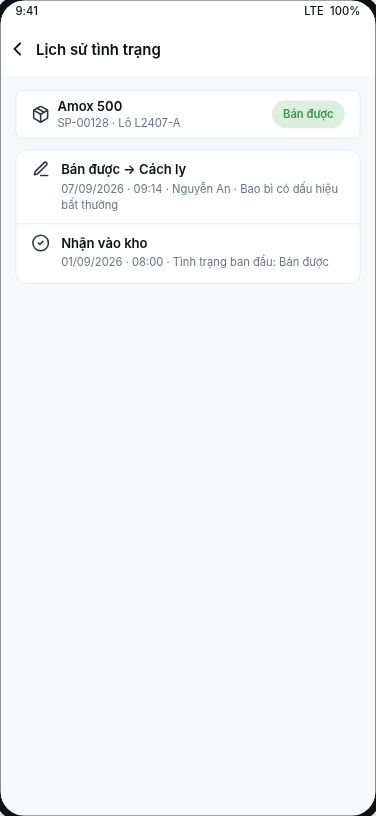 9:41 LTE 100%
Lịch sử tình trạng
Amox 500
SP-00128 · Lô L2407-A
Bán được
Bán được → Cách ly
07/09/2026 · 09:14 · Nguyễn An · Bao bì có dấu hiệu
bất thường
Nhận vào kho
01/09/2026 · 08:00 · Tình trạng ban đầu: Bán được